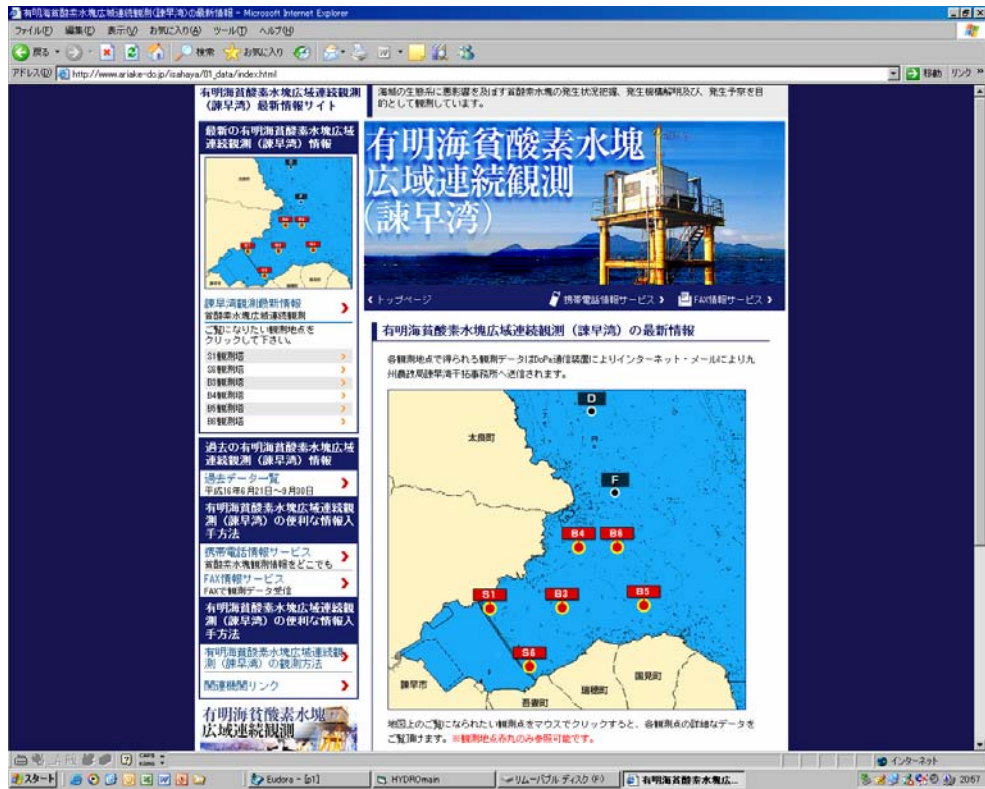 有明海貧酸素水塊広域連続観測(諫早湾)の最新情報 - Microsoft Internet Explorer
ファイル(F) 編集(E) 表示(V) お気に入り(A) ツール(T) ヘルプ(H)
戻る 検索 お気に入り
アドレス(D) http://www.ariake-do.jp/isahaya/01_data/index.html 移動 リンク »
有明海貧酸素水塊広域連続観測
(諫早湾)最新情報サイト
最新の有明海貧酸素水塊広域
連続観測(諫早湾)情報
諫早湾観測最新情報
貧酸素水塊広域連続観測
ご覧になりたい観測地点を
クリックして下さい。
S1観測塔
S6観測塔
B3観測塔
B4観測塔
B5観測塔
B6観測塔
過去の有明海貧酸素水塊広域
連続観測(諫早湾)情報
過去データ一覧
平成16年6月21日~9月30日
有明海貧酸素水塊広域連続観
測(諫早湾)の便利な情報入
手方法
携帯電話情報サービス
貧酸素水塊観測情報をどこでも
FAX情報サービス
FAXで観測データ受信
有明海貧酸素水塊広域連続観
測(諫早湾)の便利な情報入
手方法
有明海貧酸素水塊広域連続観
測(諫早湾)の観測方法
関連機関リンク
有明海貧酸素水塊
広域連続観測
海域の生態系に悪影響を及ぼす貧酸素水塊の発生状況把握、発生機構解明及び、発生予察を目
的として観測しています。
有明海貧酸素水塊
広域連続観測
(諫早湾)
トップページ 携帯電話情報サービス FAX情報サービス
有明海貧酸素水塊広域連続観測(諫早湾)の最新情報
各観測地点で得られる観測データはDoPa通信装置によりインターネット・メールにより九
州農政局諫早湾干拓事務所へ送信されます。
D
太良町
F
B4 B6
S1 B3 B5
S6
諫早市 吾妻町 瑞穂町 国見町
地図上のご覧になられたい観測点をマウスでクリックすると、各観測点の詳細なデータを
ご覧頂けます。※観測地点赤丸のみ参照可能です。
インターネット
スタート Eudora - [p1] HYDROmain リムーバブル ディスク (F) 有明海貧酸素水塊広... 20:57